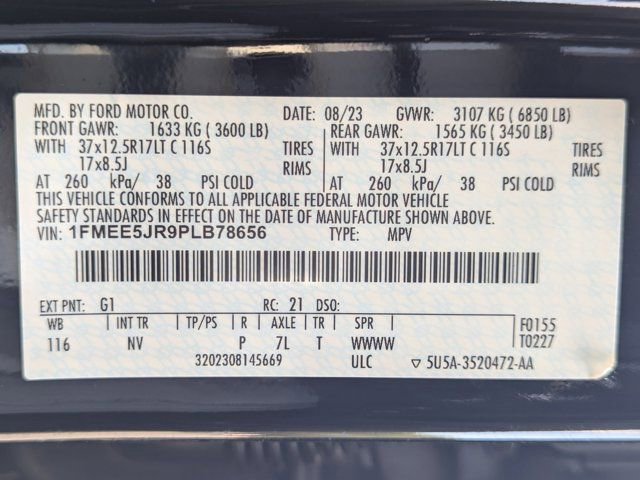 MFD. BY FORD MOTOR CO. DATE: 08/23 GVWR: 3107 KG ( 6850 LB)
FRONT GAWR: 1633 KG ( 3600 LB) REAR GAWR: 1565 KG ( 3450 LB)
WITH 37x12.5R17LT C 116S TIRES WITH 37x12.5R17LT C 116S TIRES
17x8.5J RIMS 17x8.5J RIMS
AT 260 kPa/ 38 PSI COLD AT 260 kPa/ 38 PSI COLD
THIS VEHICLE CONFORMS TO ALL APPLICABLE FEDERAL MOTOR VEHICLE
SAFETY STANDARDS IN EFFECT ON THE DATE OF MANUFACTURE SHOWN ABOVE.
VIN: 1FMEE5JR9PLB78656 TYPE: MPV
EXT PNT: G1 RC: 21 DSO:
WB INT TR TP/PS R AXLE TR SPR F0155
116 NV P 7L T WWWW T0227
3202308145669 ULC ▽ 5U5A-3520472-AA